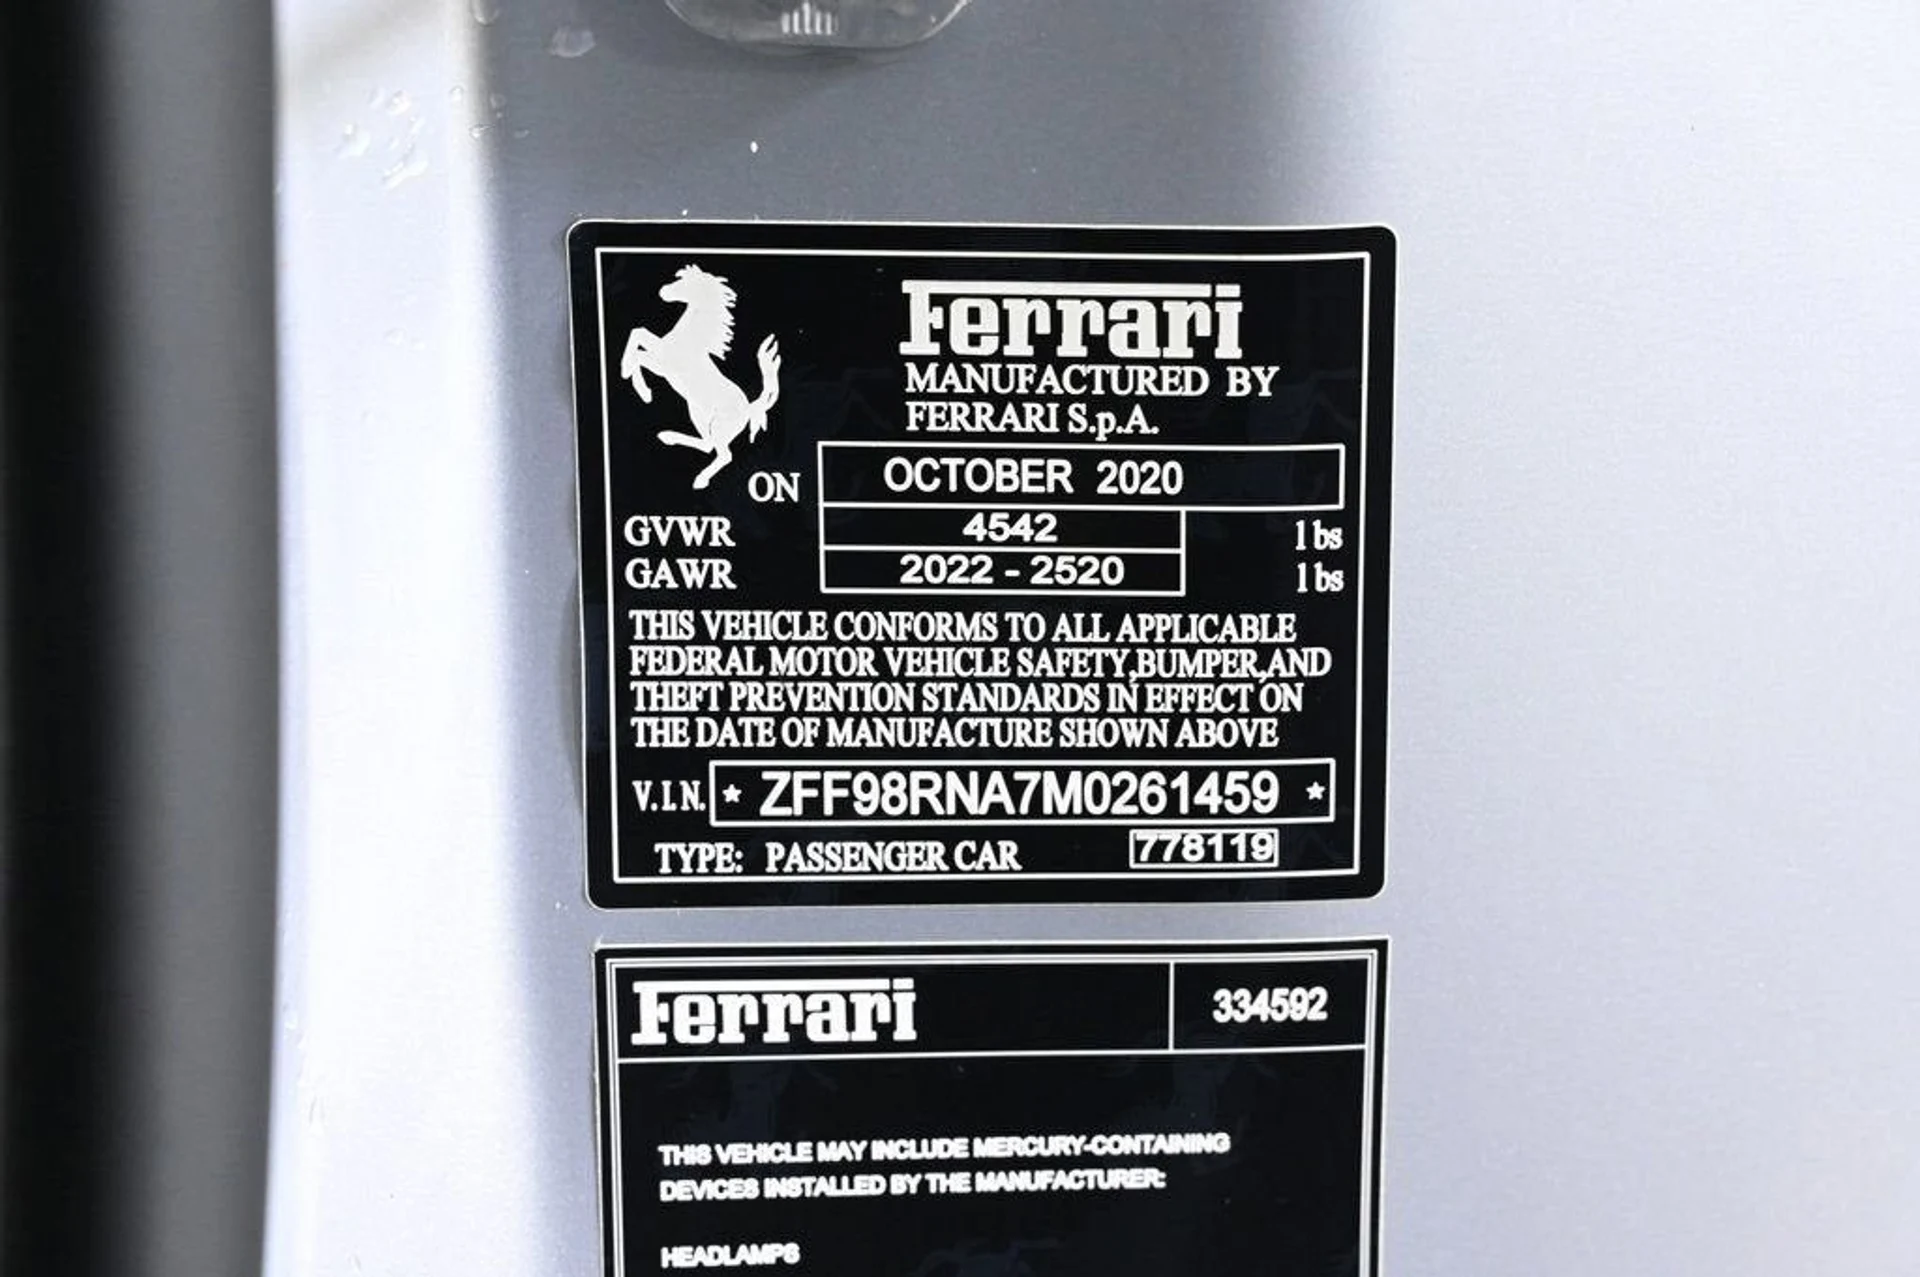 Ferrari
MANUFACTURED BY
FERRARI S.p.A.
ON OCTOBER 2020
GVWR 4542 lbs
GAWR 2022 - 2520 lbs
THIS VEHICLE CONFORMS TO ALL APPLICABLE
FEDERAL MOTOR VEHICLE SAFETY,BUMPER,AND
THEFT PREVENTION STANDARDS IN EFFECT ON
THE DATE OF MANUFACTURE SHOWN ABOVE
V.I.N. * ZFF98RNA7M0261459 *
TYPE: PASSENGER CAR 778119
Ferrari 334592
THIS VEHICLE MAY INCLUDE MERCURY-CONTAINING
DEVICES INSTALLED BY THE MANUFACTURER:
HEADLAMPS